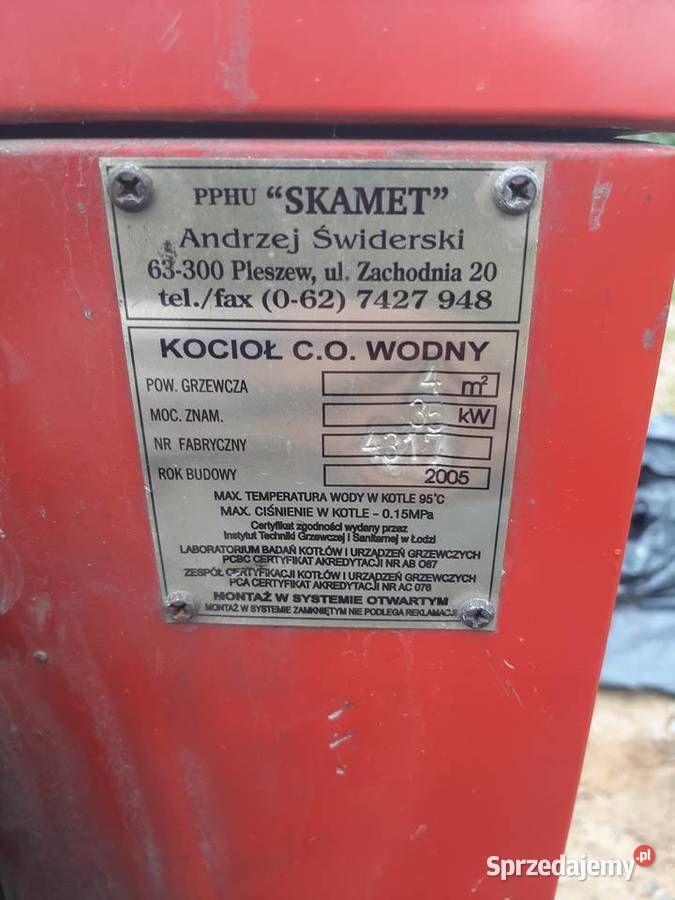 PPHU "SKAMET"
Andrzej Świderski
63-300 Pleszew, ul. Zachodnia 20
tel./fax (0-62) 7427 948
KOCIOŁ C.O. WODNY
POW. GRZEWCZA 4 m²
MOC. ZNAM. 35 kW
NR FABRYCZNY 4317
ROK BUDOWY 2005
MAX. TEMPERATURA WODY W KOTLE 95°C
MAX. CIŚNIENIE W KOTLE - 0.15MPa
Certyfikat zgodności wydany przez
Instytut Techniki Grzewczej i Sanitarnej w Łodzi
LABORATORIUM BADAŃ KOTŁÓW I URZĄDZEŃ GRZEWCZYCH
PCBC CERTYFIKAT AKREDYTACJI NR AB 087
ZESPÓŁ CERTYFIKACJI KOTŁÓW I URZĄDZEŃ GRZEWCZYCH
PCA CERTYFIKAT AKREDYTACJI NR AC 076
MONTAŻ W SYSTEMIE OTWARTYM
MONTAŻ W SYSTEMIE ZAMKNIĘTYM NIE PODLEGA REKLAMACJI
Sprzedajemy.pl